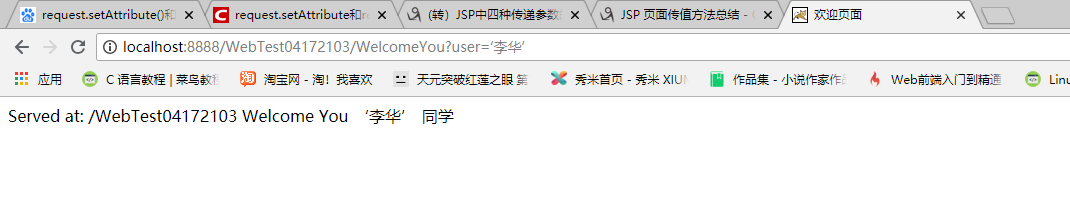 request.setAttribute()和 request.setAttribute和re (转）JSP中四种传递参数 JSP 页面传值方法总结 - 欢迎页面
localhost:8888/WebTest04172103/WelcomeYou?user=‘李华’
应用 C 语言教程 | 菜鸟教 淘宝网 - 淘！我喜欢 天元突破红莲之眼 第 秀米首页 - 秀米 XIU 作品集 - 小说作家作 Web前端入门到精通 Linu
Served at: /WebTest04172103 Welcome You ‘李华’ 同学